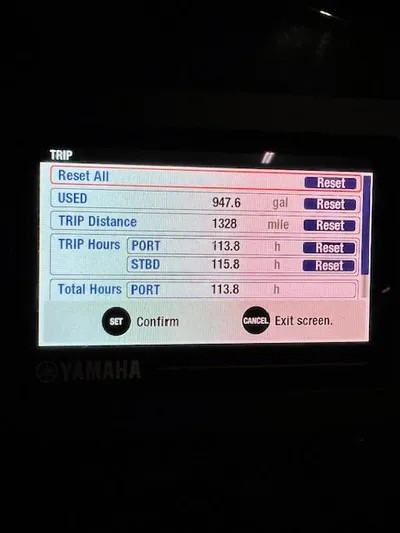 TRIP
Reset All Reset
USED 947.6 gal Reset
TRIP Distance 1328 mile Reset
TRIP Hours PORT 113.8 h Reset
STBD 115.8 h Reset
Total Hours PORT 113.8 h
SET Confirm CANCEL Exit screen.
YAMAHA